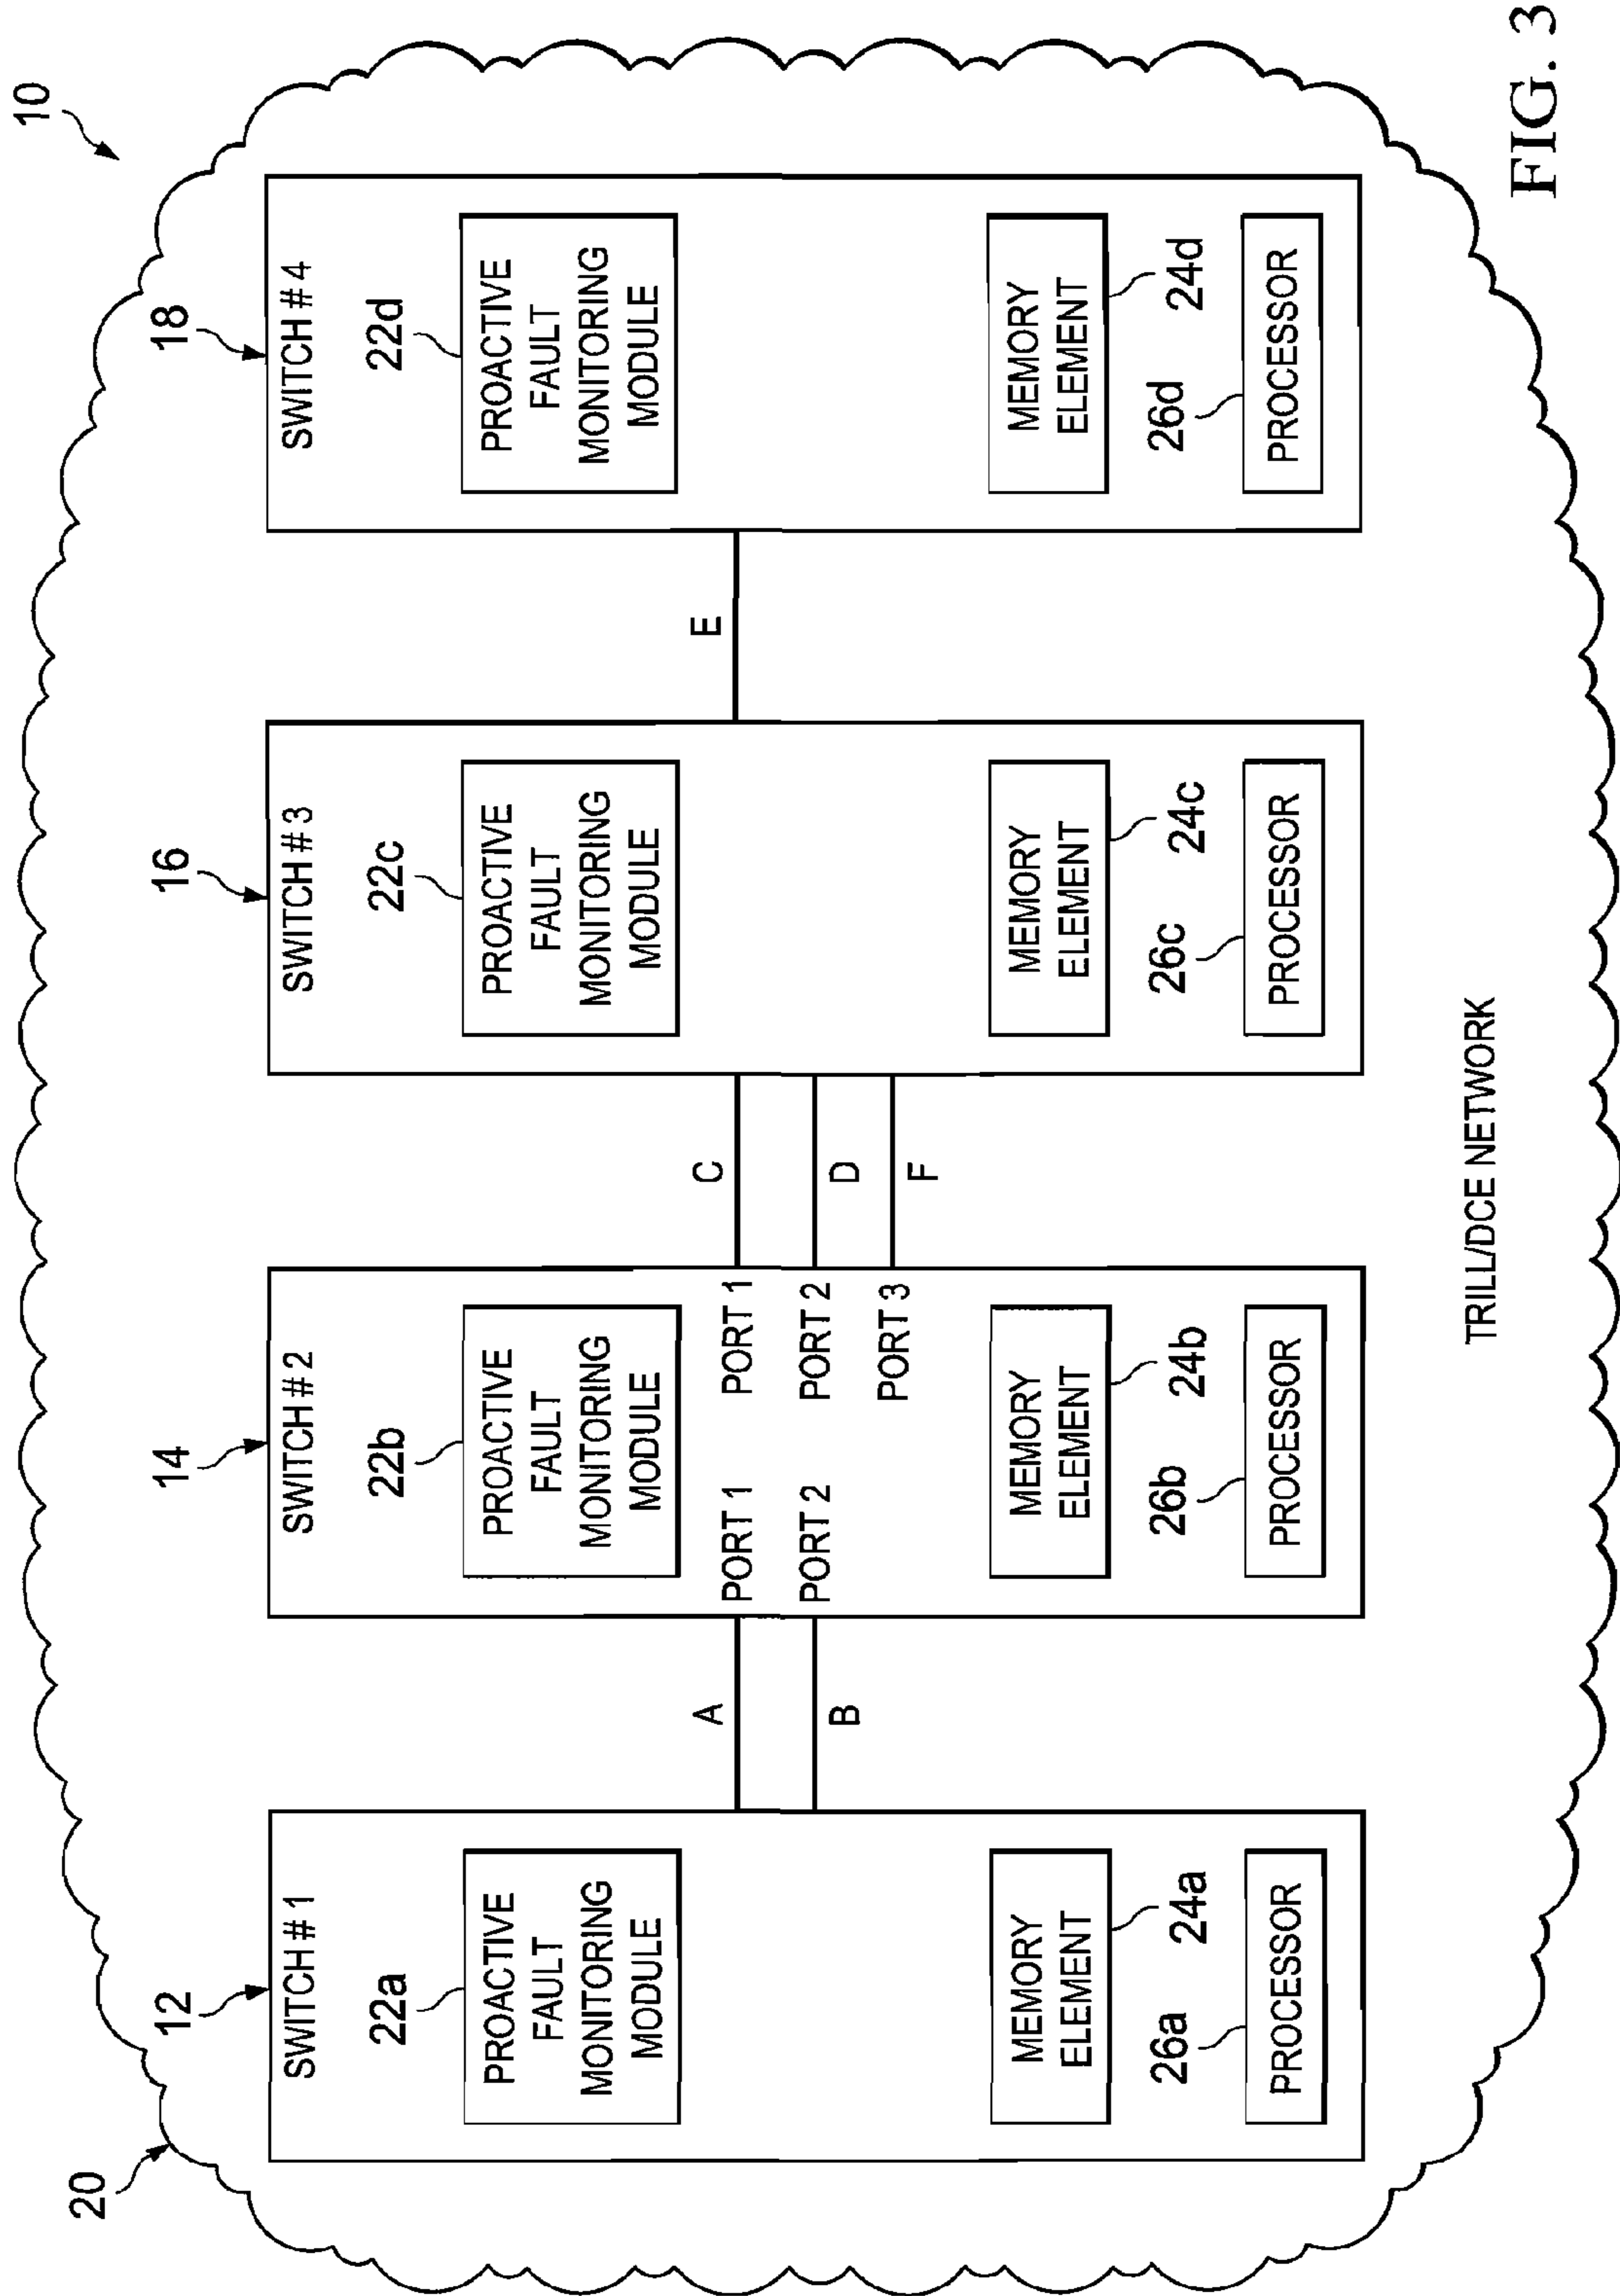 10
20
12
SWITCH # 1
22a
PROACTIVE
FAULT
MONITORING
MODULE
MEMORY
ELEMENT
24a
26a
PROCESSOR
A
B
14
SWITCH # 2
22b
PROACTIVE
FAULT
MONITORING
MODULE
PORT 1
PORT 1
PORT 2
PORT 2
PORT 3
MEMORY
ELEMENT
24b
26b
PROCESSOR
C
D
F
16
SWITCH # 3
22c
PROACTIVE
FAULT
MONITORING
MODULE
MEMORY
ELEMENT
24c
26c
PROCESSOR
E
18
SWITCH # 4
22d
PROACTIVE
FAULT
MONITORING
MODULE
MEMORY
ELEMENT
24d
26d
PROCESSOR
TRILL/DCE NETWORK
FIG. 3